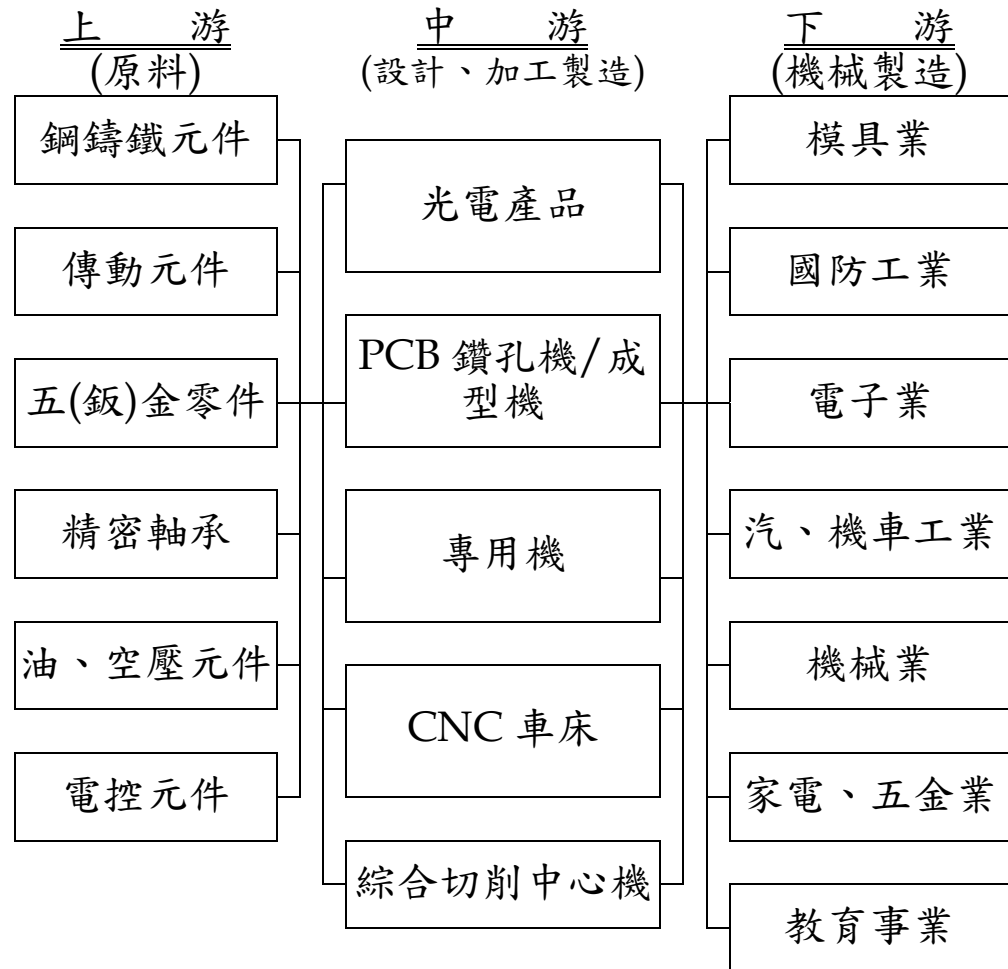 上 游
(原料)
鋼鑄鐵元件
傳動元件
五(鈑)金零件
精密軸承
油、空壓元件
電控元件
中 游
(設計、加工製造)
光電產品
PCB 鑽孔機/成
型機
專用機
CNC 車床
綜合切削中心機
下 游
(機械製造)
模具業
國防工業
電子業
汽、機車工業
機械業
家電、五金業
教育事業